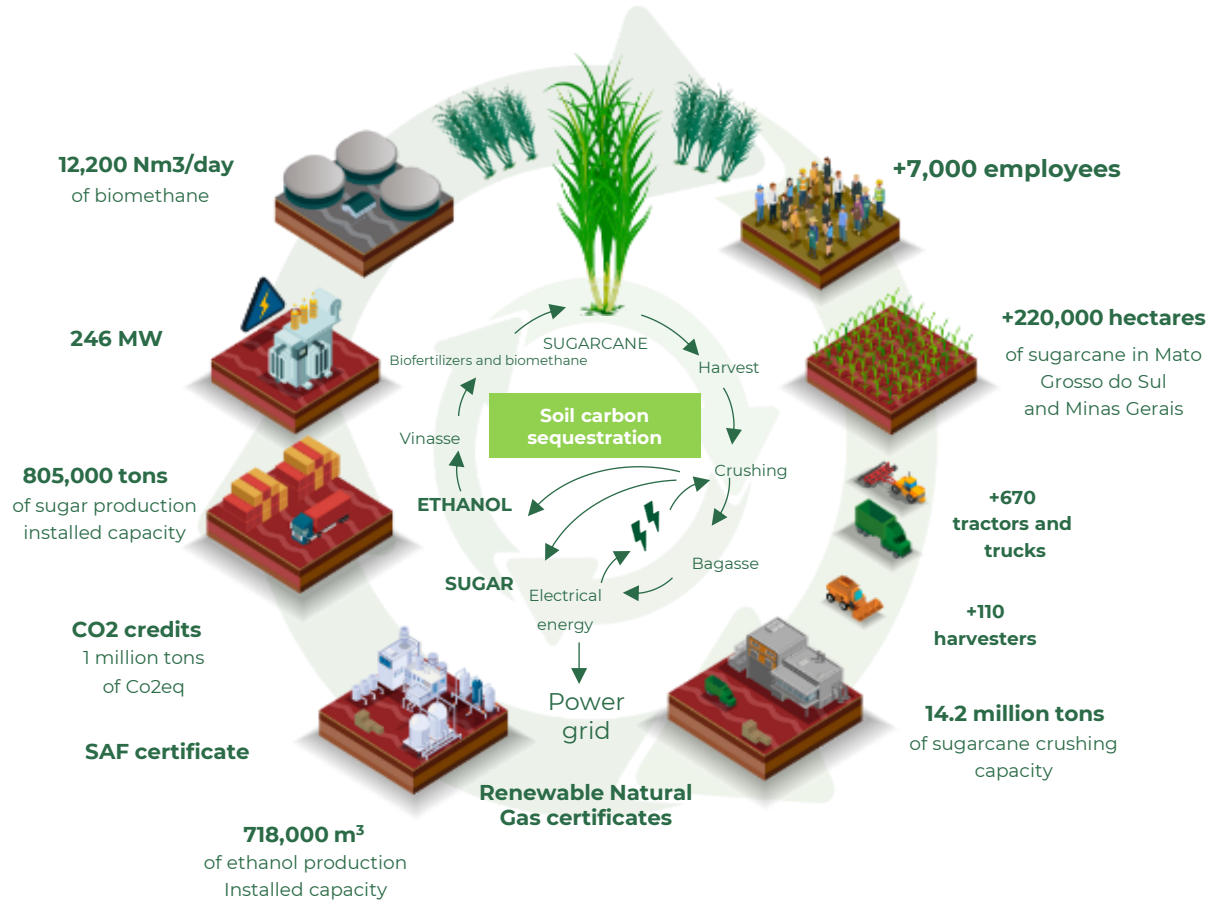 12,200 Nm3/day
of biomethane
+7,000 employees
246 MW
+220,000 hectares
of sugarcane in Mato
Grosso do Sul
and Minas Gerais
SUGARCANE
Biofertilizers and biomethane
Harvest
Soil carbon
sequestration
Vinasse
Crushing
805,000 tons
of sugar production
installed capacity
ETHANOL
+670
tractors and
trucks
Bagasse
SUGAR
Electrical
energy
+110
harvesters
CO2 credits
1 million tons
of Co2eq
Power
grid
14.2 million tons
of sugarcane crushing
capacity
SAF certificate
Renewable Natural
Gas certificates
718,000 m³
of ethanol production
Installed capacity